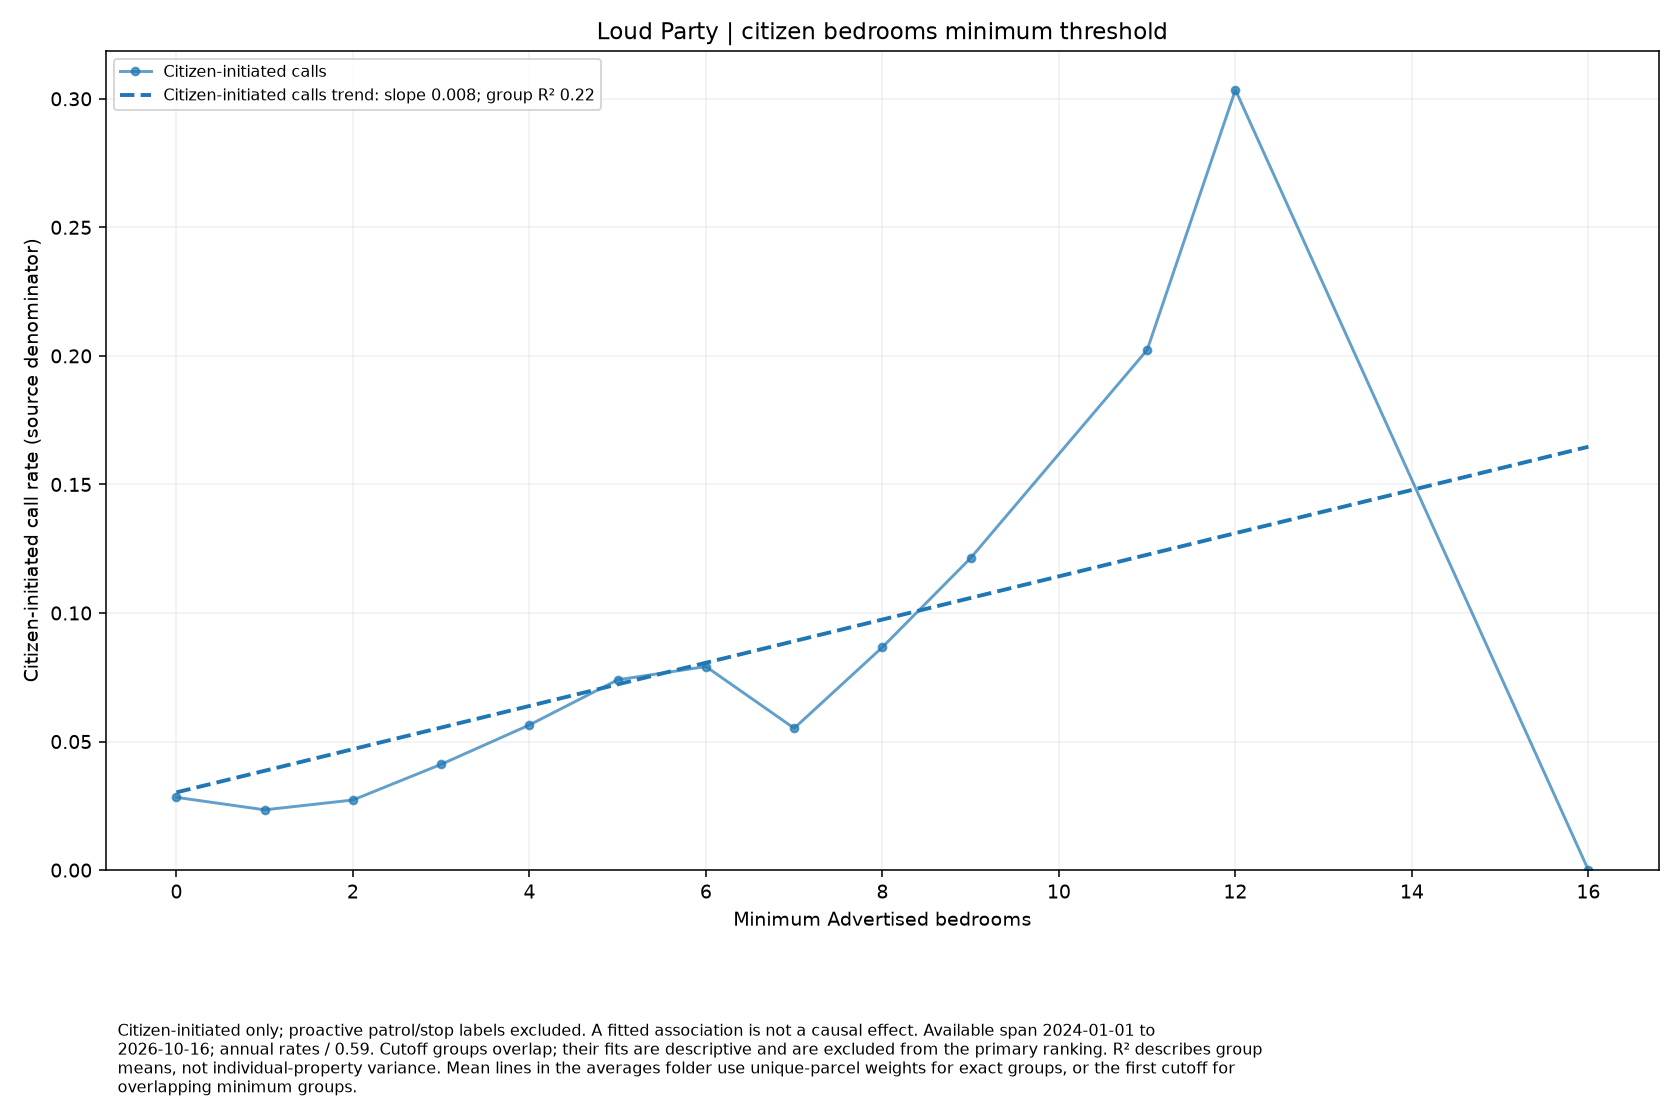 Loud Party | citizen bedrooms minimum threshold
Citizen-initiated calls
Citizen-initiated calls trend: slope 0.008; group R² 0.22
Citizen-initiated call rate (source denominator)
0.30
0.25
0.20
0.15
0.10
0.05
0.00
0 2 4 6 8 10 12 14 16
Minimum Advertised bedrooms
Citizen-initiated only; proactive patrol/stop labels excluded. A fitted association is not a causal effect. Available span 2024-01-01 to
2026-10-16; annual rates / 0.59. Cutoff groups overlap; their fits are descriptive and are excluded from the primary ranking. R² describes group
means, not individual-property variance. Mean lines in the averages folder use unique-parcel weights for exact groups, or the first cutoff for
overlapping minimum groups.